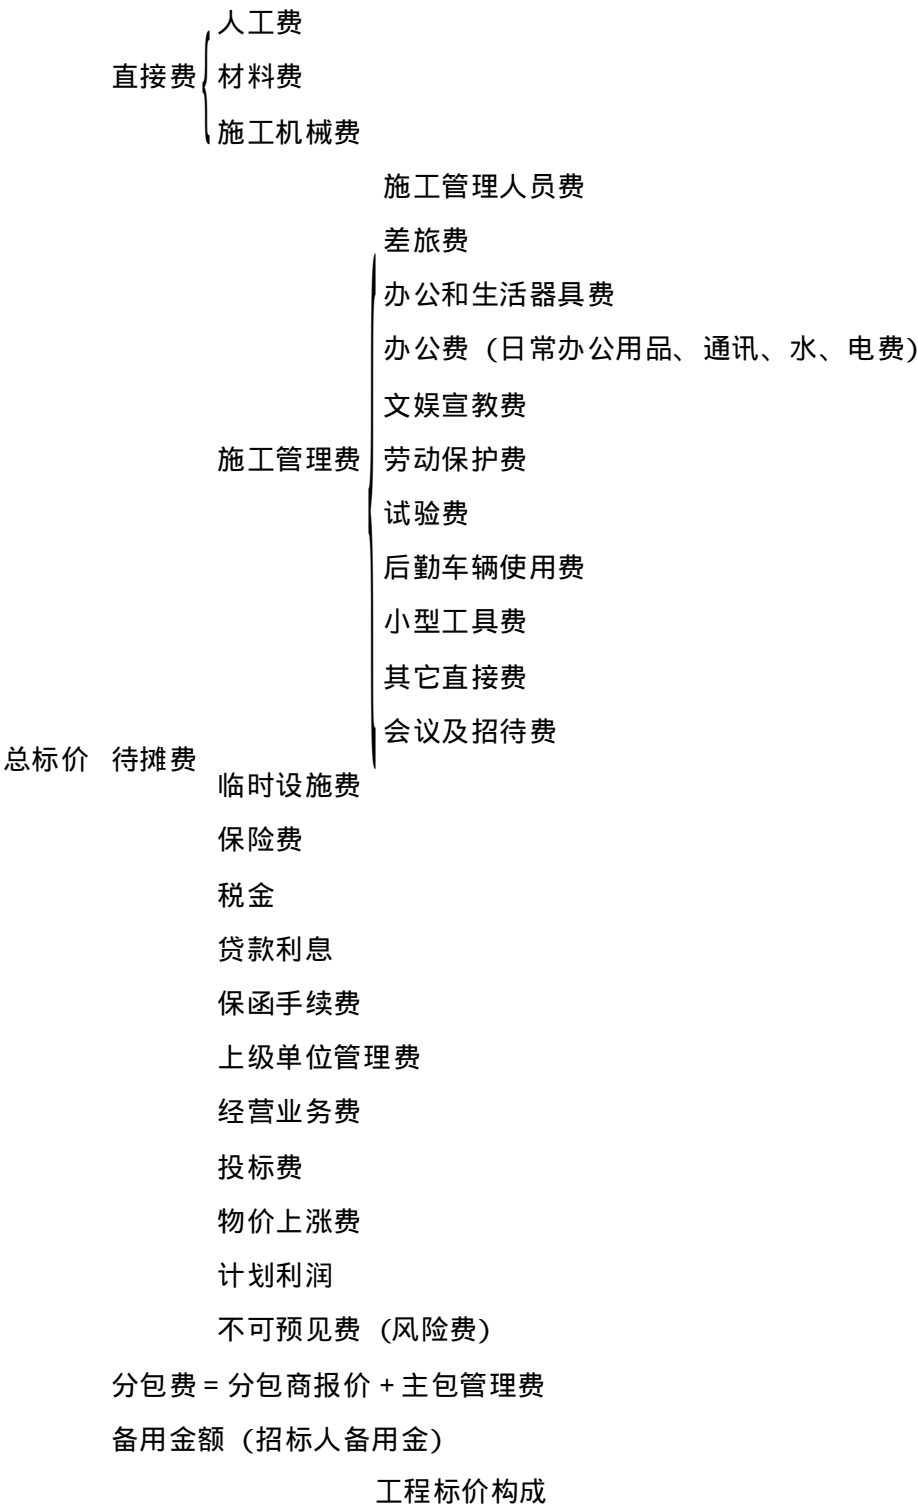 人工费
直接费 材料费
施工机械费
施工管理人员费
差旅费
办公和生活器具费
办公费 (日常办公用品、通讯、水、电费)
文娱宣教费
施工管理费 劳动保护费
试验费
后勤车辆使用费
小型工具费
其它直接费
会议及招待费
总标价 待摊费
临时设施费
保险费
税金
贷款利息
保函手续费
上级单位管理费
经营业务费
投标费
物价上涨费
计划利润
不可预见费 (风险费)
分包费 = 分包商报价 + 主包管理费
备用金额 (招标人备用金)
工程标价构成